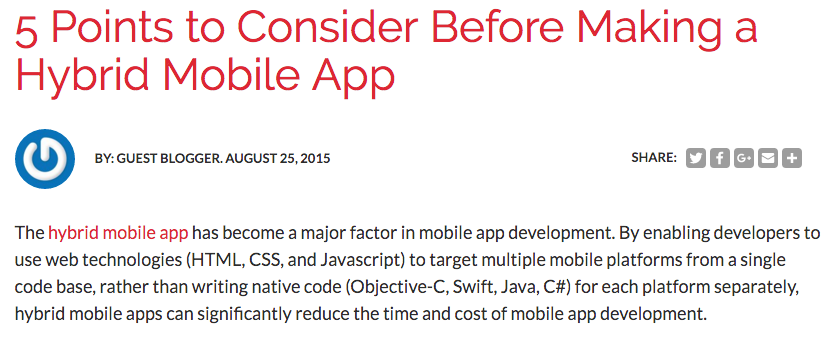 5 Points to Consider Before Making a
Hybrid Mobile App
BY: GUEST BLOGGER. AUGUST 25, 2015
SHARE:
The hybrid mobile app has become a major factor in mobile app development. By enabling developers to
use web technologies (HTML, CSS, and Javascript) to target multiple mobile platforms from a single
code base, rather than writing native code (Objective-C, Swift, Java, C#) for each platform separately,
hybrid mobile apps can significantly reduce the time and cost of mobile app development.